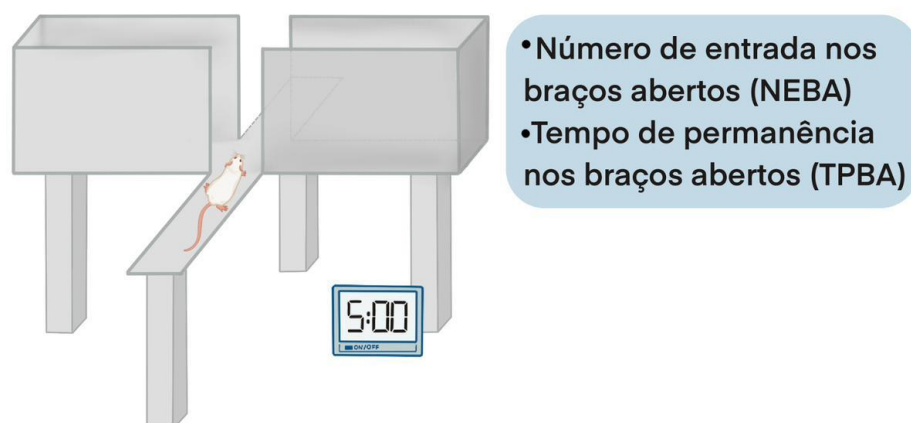 •Número de entrada nos
braços abertos (NEBA)
•Tempo de permanência
nos braços abertos (TPBA)
5:00
ON/OFF